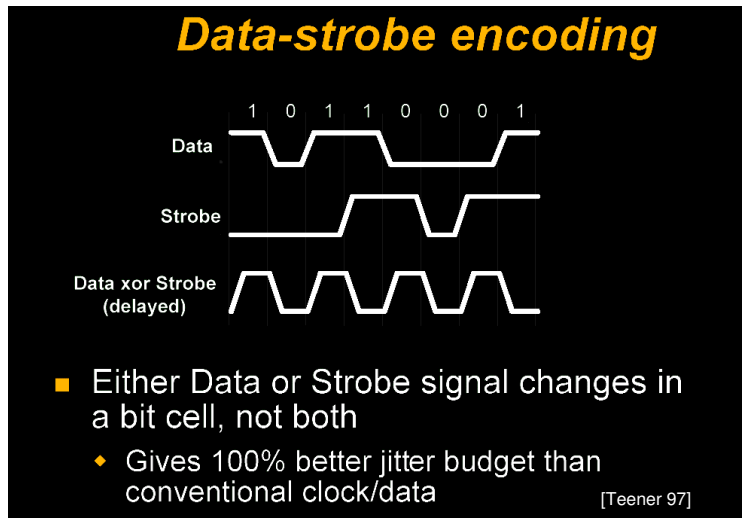 Data-strobe encoding
1 0 1 1 0 0 0 1
Data
Strobe
Data xor Strobe
(delayed)
Either Data or Strobe signal changes in
a bit cell, not both
Gives 100% better jitter budget than
conventional clock/data
[Teener 97]